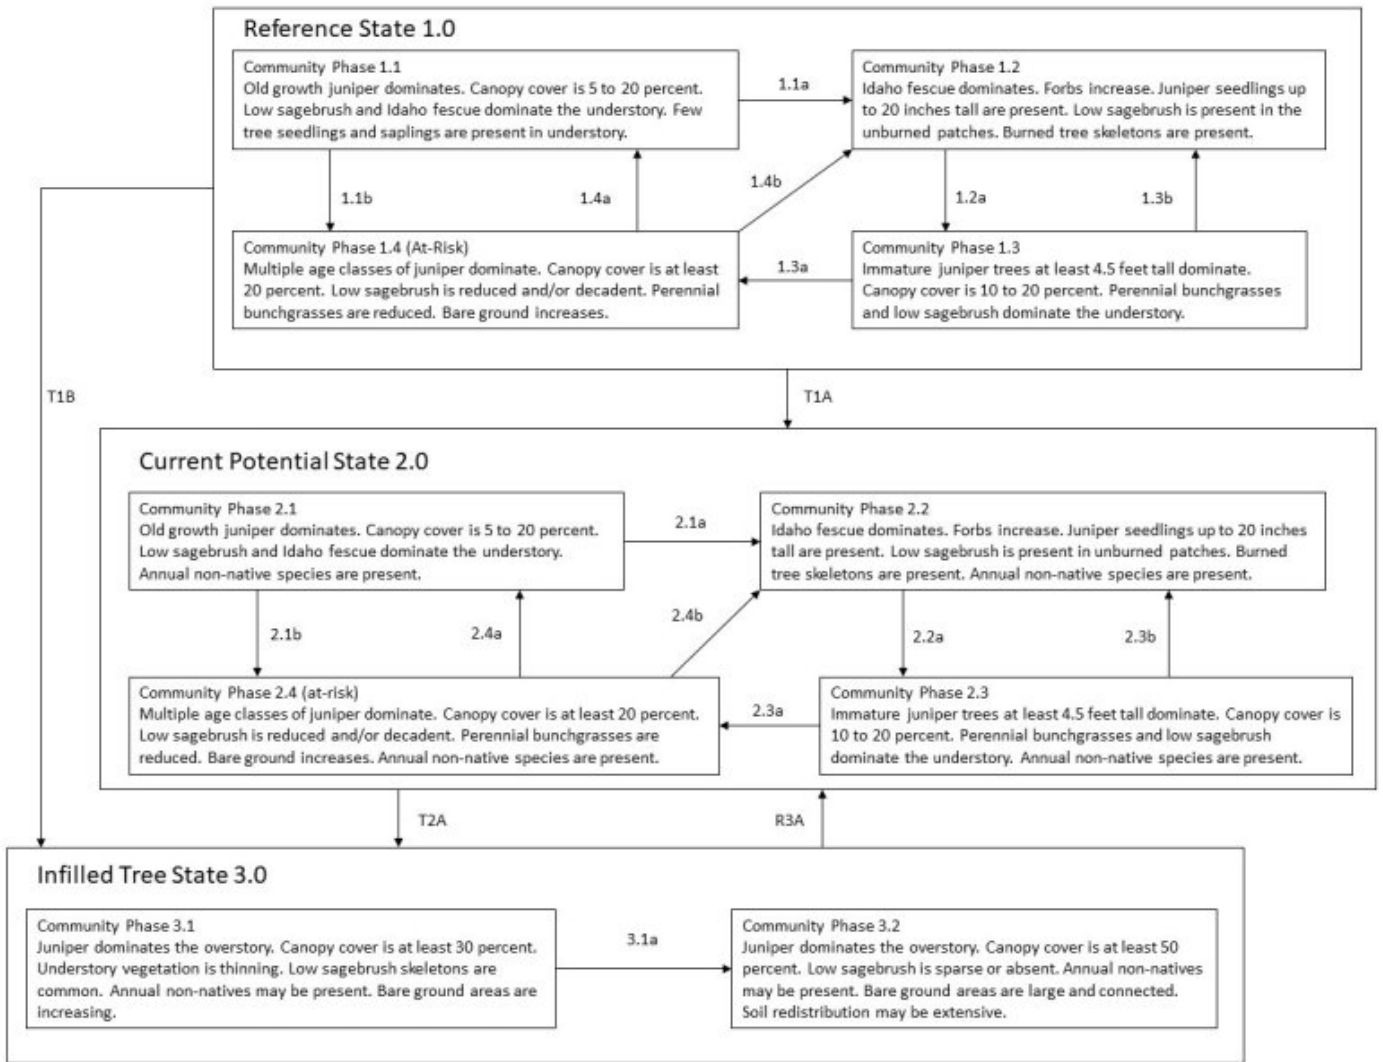 Reference State 1.0
Community Phase 1.1
Old growth juniper dominates. Canopy cover is 5 to 20 percent.
Low sagebrush and Idaho fescue dominate the understory. Few
tree seedlings and saplings are present in understory.
1.1a
Community Phase 1.2
Idaho fescue dominates. Forbs increase. Juniper seedlings up
to 20 inches tall are present. Low sagebrush is present in the
unburned patches. Burned tree skeletons are present.
1.1b
1.4a
1.4b
1.2a
1.3b
Community Phase 1.4 (At-Risk)
Multiple age classes of juniper dominate. Canopy cover is at least
20 percent. Low sagebrush is reduced and/or decadent. Perennial
bunchgrasses are reduced. Bare ground increases.
1.3a
Community Phase 1.3
Immature juniper trees at least 4.5 feet tall dominate.
Canopy cover is 10 to 20 percent. Perennial bunchgrasses
and low sagebrush dominate the understory.
T1B
T1A
Current Potential State 2.0
Community Phase 2.1
Old growth juniper dominates. Canopy cover is 5 to 20 percent.
Low sagebrush and Idaho fescue dominate the understory.
Annual non-native species are present.
2.1a
Community Phase 2.2
Idaho fescue dominates. Forbs increase. Juniper seedlings up to 20 inches
tall are present. Low sagebrush is present in unburned patches. Burned
tree skeletons are present. Annual non-native species are present.
2.1b
2.4a
2.4b
2.2a
2.3b
Community Phase 2.4 (at-risk)
Multiple age classes of juniper dominate. Canopy cover is at least 20 percent.
Low sagebrush is reduced and/or decadent. Perennial bunchgrasses are
reduced. Bare ground increases. Annual non-native species are present.
2.3a
Community Phase 2.3
Immature juniper trees at least 4.5 feet tall dominate. Canopy cover is
10 to 20 percent. Perennial bunchgrasses and low sagebrush
dominate the understory. Annual non-native species are present.
T2A
R3A
Infilled Tree State 3.0
Community Phase 3.1
Juniper dominates the overstory. Canopy cover is at least 30 percent.
Understory vegetation is thinning. Low sagebrush skeletons are
common. Annual non-natives may be present. Bare ground areas are
increasing.
3.1a
Community Phase 3.2
Juniper dominates the overstory. Canopy cover is at least 50
percent. Low sagebrush is sparse or absent. Annual non-natives
may be present. Bare ground areas are large and connected.
Soil redistribution may be extensive.